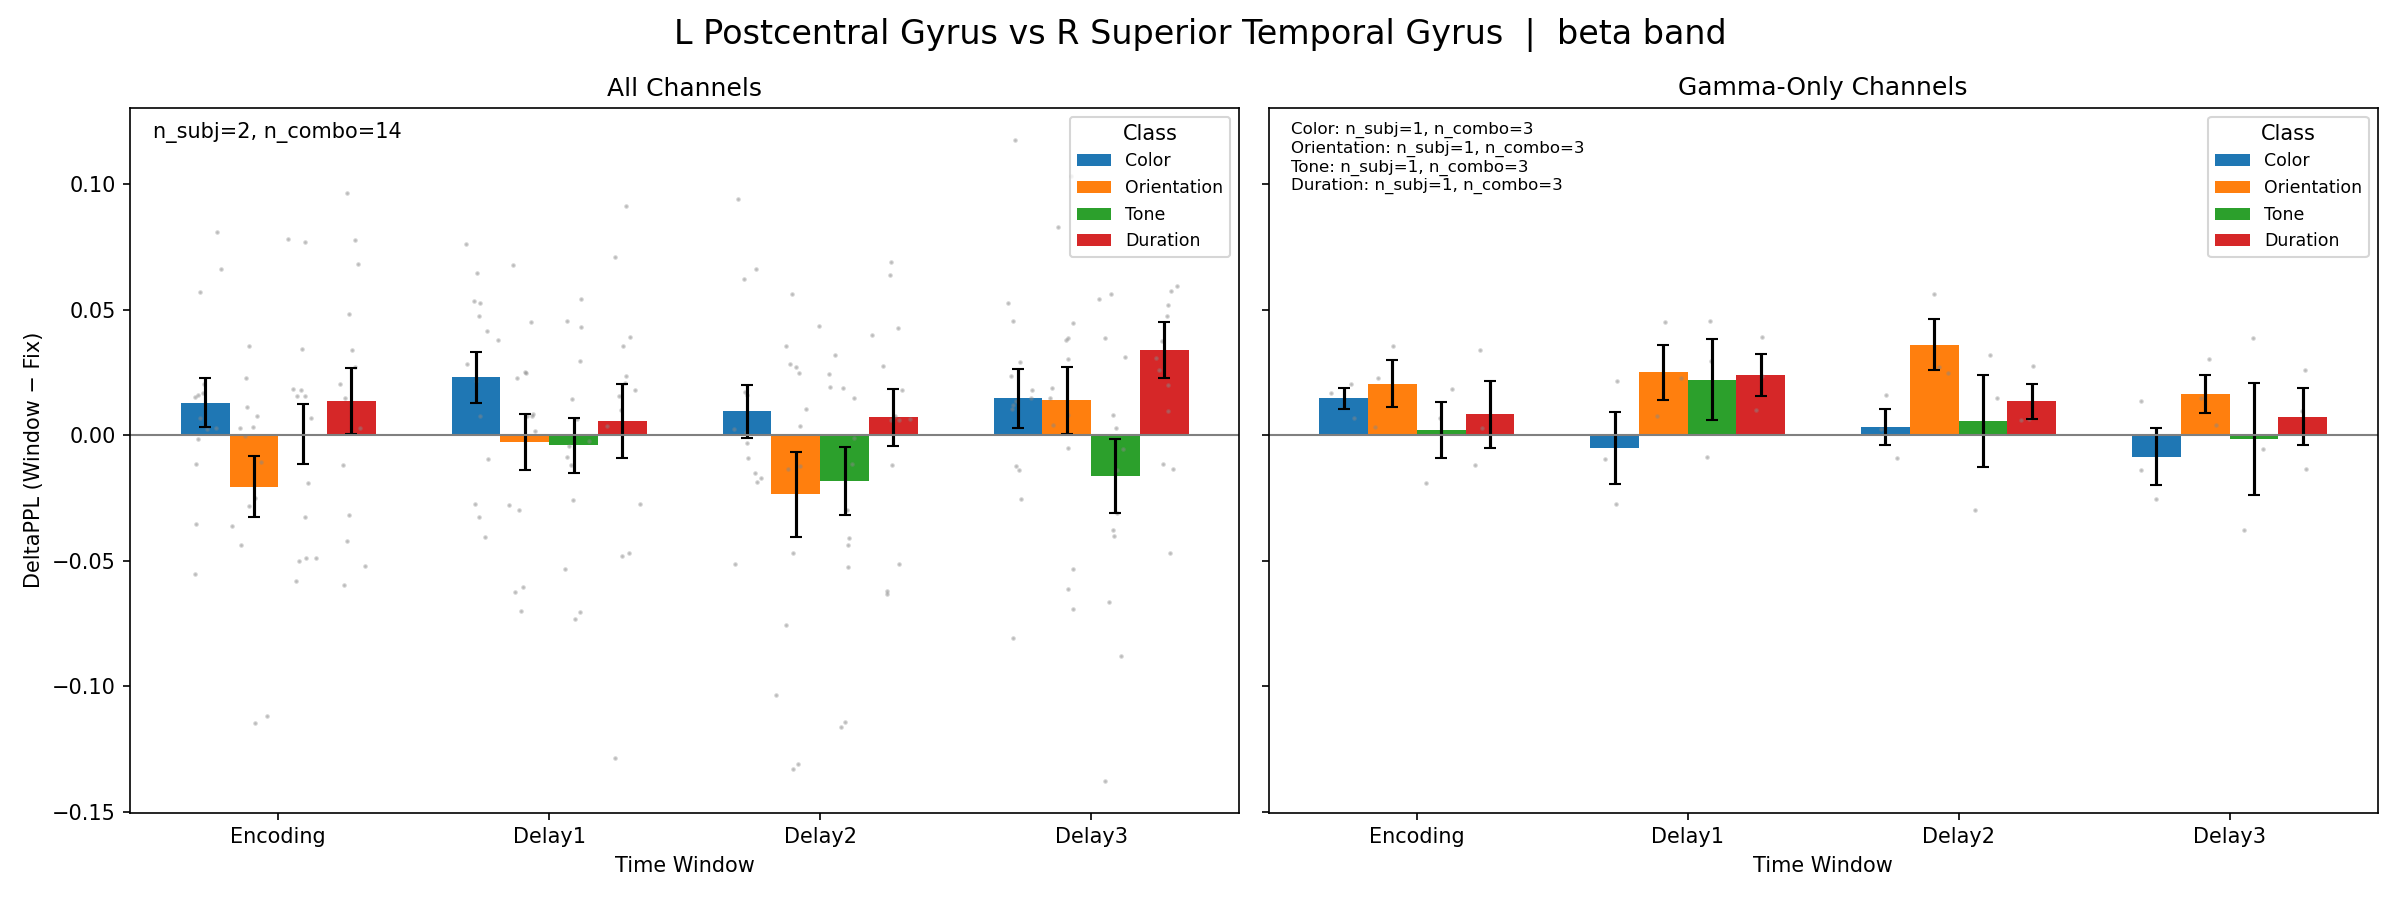 L Postcentral Gyrus vs R Superior Temporal Gyrus | beta band
All Channels
n_subj=2, n_combo=14
Class
Color
Orientation
Tone
Duration
0.10
0.05
0.00
−0.05
−0.10
−0.15
DeltaPPL (Window − Fix)
Encoding
Delay1
Delay2
Delay3
Time Window
Gamma-Only Channels
Color: n_subj=1, n_combo=3
Orientation: n_subj=1, n_combo=3
Tone: n_subj=1, n_combo=3
Duration: n_subj=1, n_combo=3
Class
Color
Orientation
Tone
Duration
Encoding
Delay1
Delay2
Delay3
Time Window